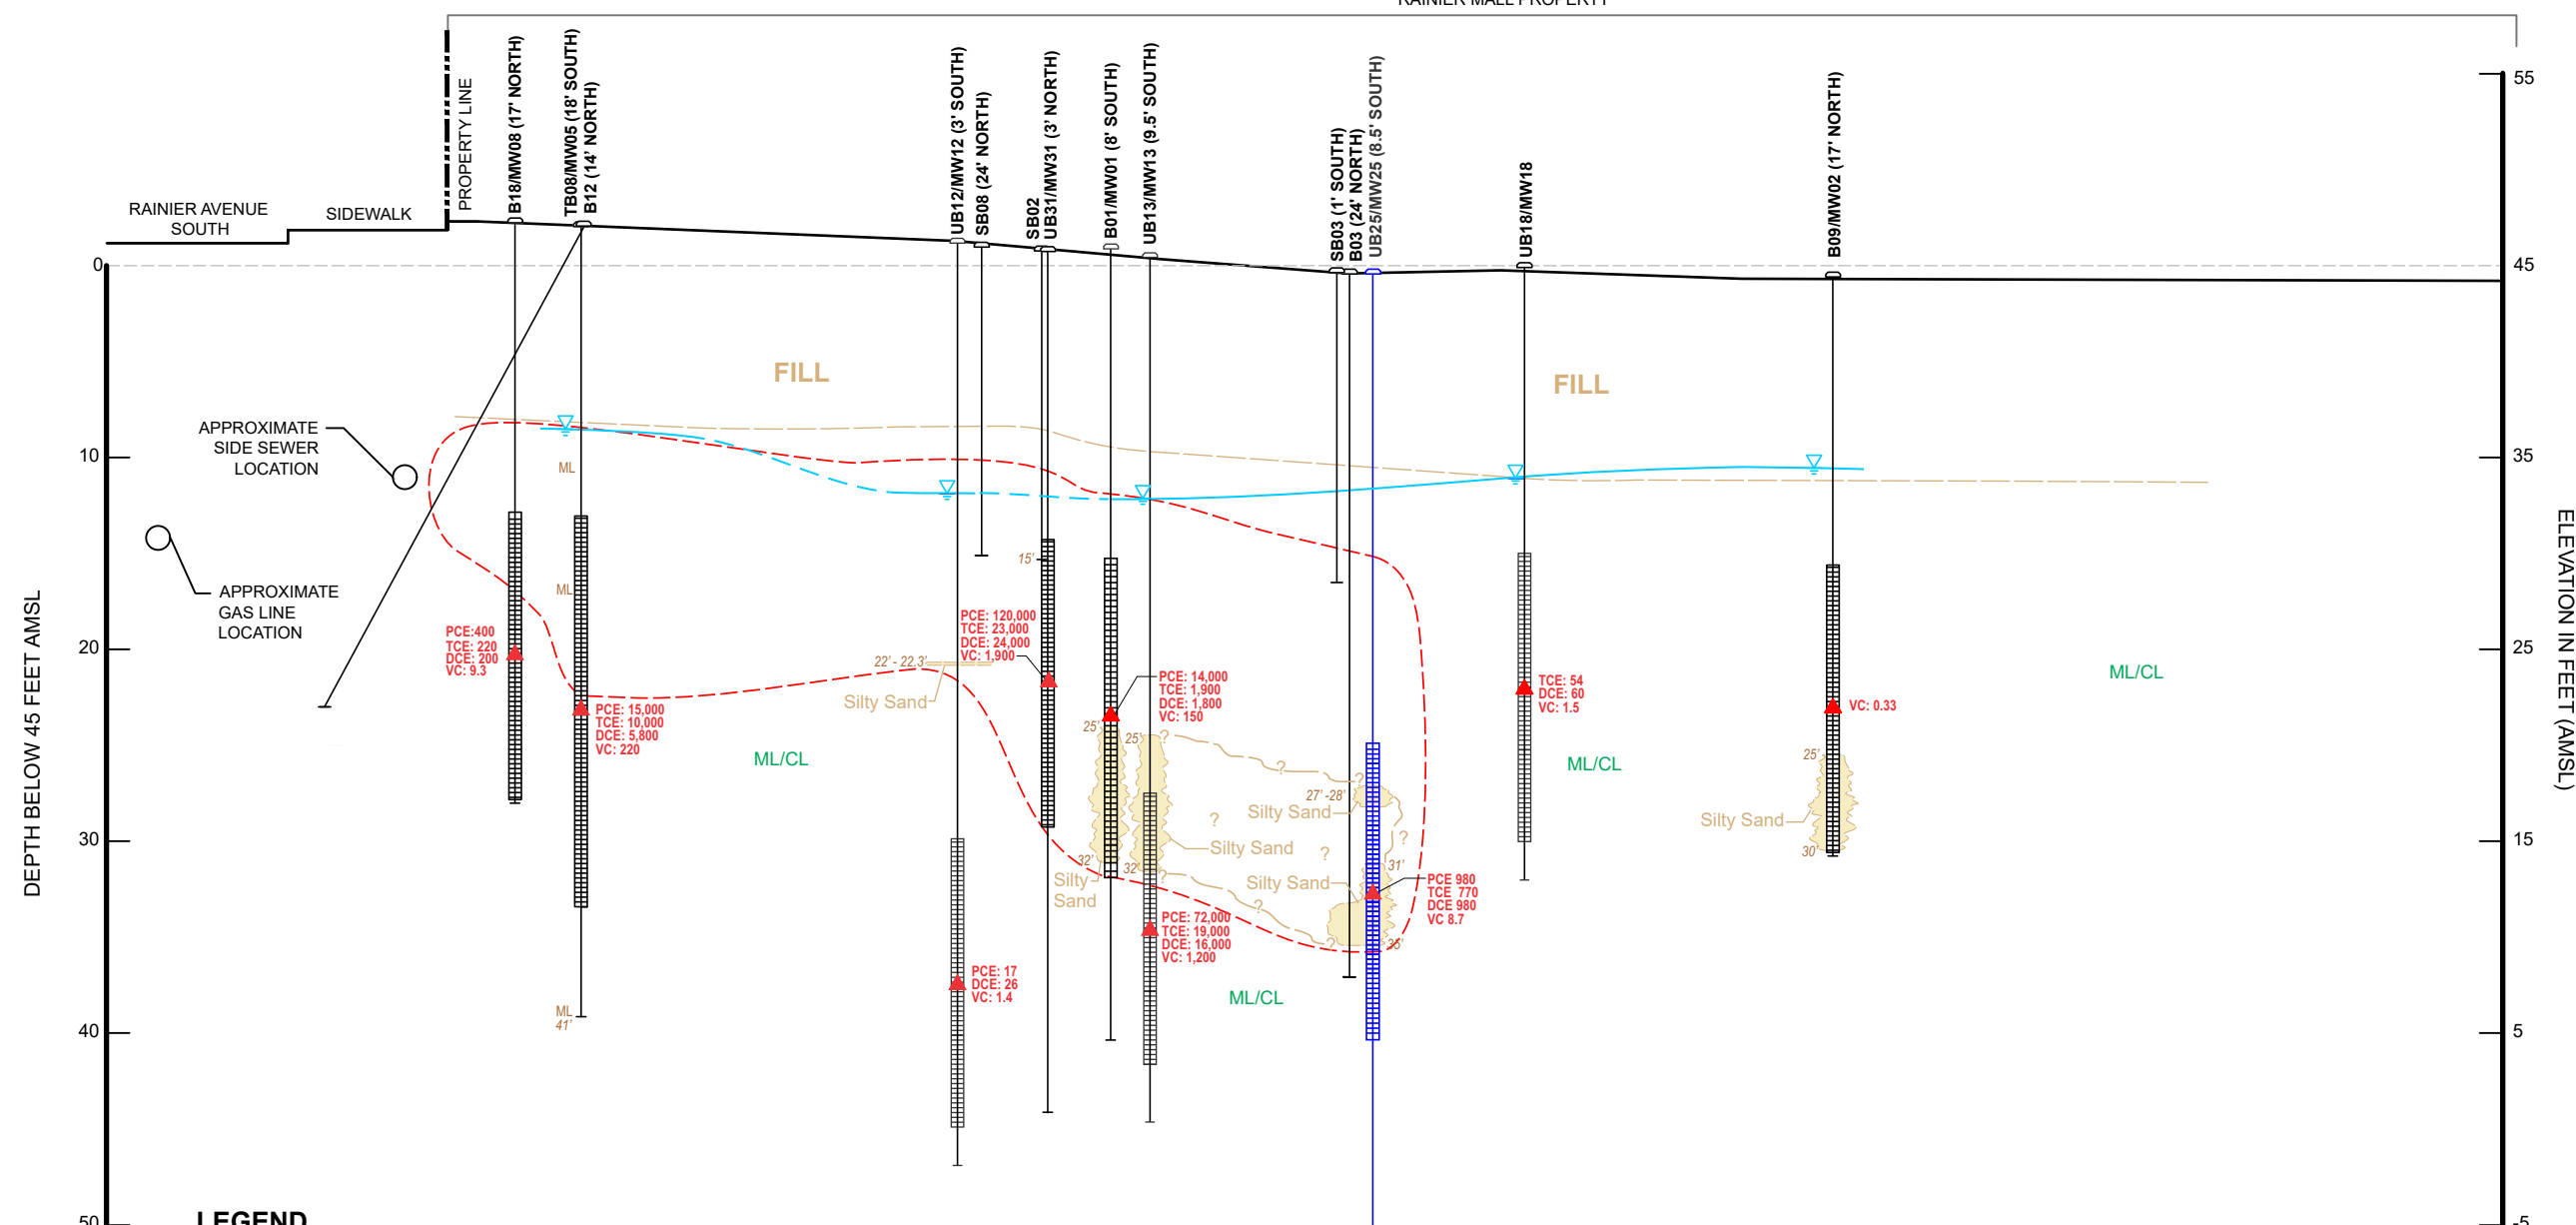 RAINIER MALL PROPERTY
PROPERTY LINE
B18/MW08 (17' NORTH)
TB08/MW05 (18' SOUTH)
B12 (14' NORTH)
UB12/MW12 (3' SOUTH)
SB08 (24' NORTH)
SB02
UB31/MW31 (3' NORTH)
B01/MW01 (8' SOUTH)
UB13/MW13 (9.5' SOUTH)
SB03 (1' SOUTH)
B03 (24' NORTH)
UB25/MW25 (8.5' SOUTH)
UB18/MW18
B09/MW02 (17' NORTH)
55
RAINIER AVENUE
SOUTH
SIDEWALK
0
45
FILL
FILL
APPROXIMATE
SIDE SEWER
LOCATION
10
ML
35
APPROXIMATE
GAS LINE
LOCATION
ML
15'
DEPTH BELOW 45 FEET AMSL
ELEVATION IN FEET (AMSL)
PCE:400
TCE: 220
DCE: 200
VC: 9.3
PCE: 120,000
TCE: 23,000
DCE: 24,000
VC: 1,900
20
25
22' - 22.3'
Silty Sand
PCE: 15,000
TCE: 10,000
DCE: 5,800
VC: 220
PCE: 14,000
TCE: 1,900
DCE: 1,800
VC: 150
TCE: 54
DCE: 60
VC: 1.5
VC: 0.33
ML/CL
ML/CL
ML/CL
25'
25'
?
?
?
25'
27' -28'
Silty Sand
?
?
Silty Sand
?
Silty Sand
30
15
32'
32'
?
31'
30'
Silty
Sand
Silty Sand
?
?
35'
PCE 980
TCE 770
DCE 980
VC 8.7
PCE: 72,000
TCE: 19,000
DCE: 16,000
VC: 1,200
PCE: 17
DCE: 26
VC: 1.4
ML/CL
ML
41'
40
5
50
-5
LEGEND